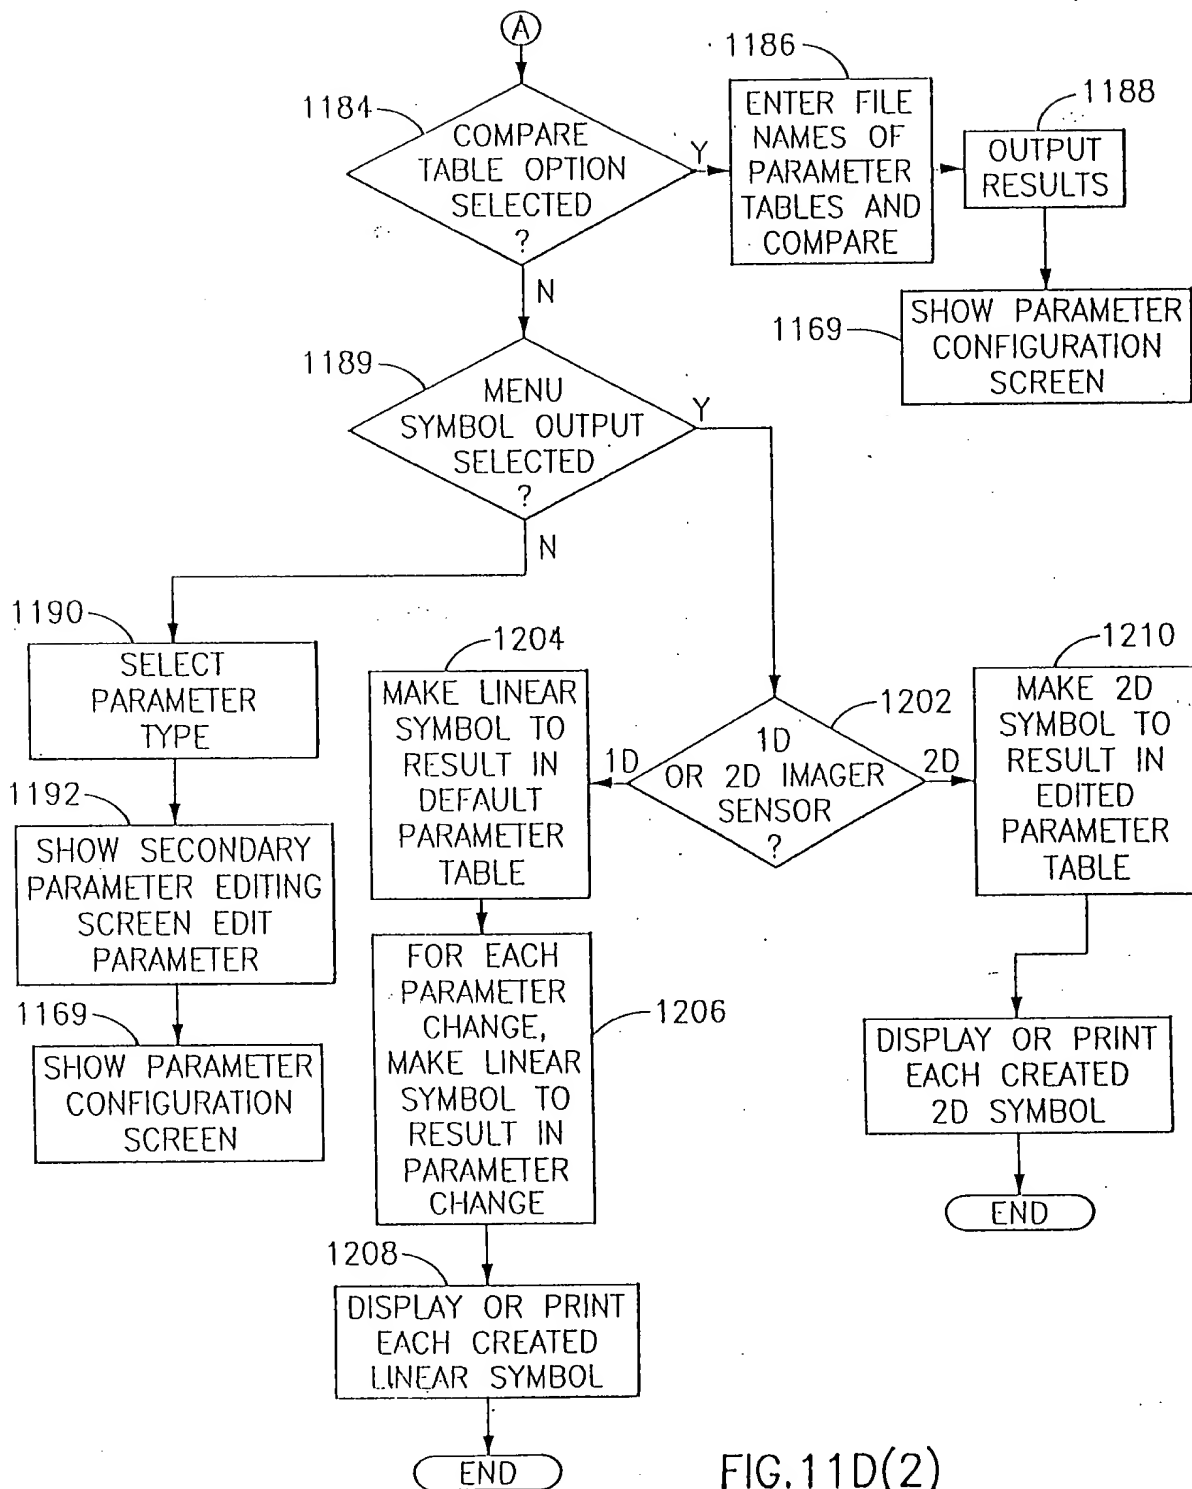 A
1184
COMPARE
TABLE OPTION
SELECTED
?
Y
N
1186
ENTER FILE
NAMES OF
PARAMETER
TABLES AND
COMPARE
1188
OUTPUT
RESULTS
1169
SHOW PARAMETER
CONFIGURATION
SCREEN
1189
MENU
SYMBOL OUTPUT
SELECTED
?
Y
N
1190
SELECT
PARAMETER
TYPE
1192
SHOW SECONDARY
PARAMETER EDITING
SCREEN EDIT
PARAMETER
1169
SHOW PARAMETER
CONFIGURATION
SCREEN
1202
1D
OR 2D IMAGER
SENSOR
?
1D
2D
1204
MAKE LINEAR
SYMBOL TO
RESULT IN
DEFAULT
PARAMETER
TABLE
1206
FOR EACH
PARAMETER
CHANGE,
MAKE LINEAR
SYMBOL TO
RESULT IN
PARAMETER
CHANGE
1208
DISPLAY OR PRINT
EACH CREATED
LINEAR SYMBOL
END
1210
MAKE 2D
SYMBOL TO
RESULT IN
EDITED
PARAMETER
TABLE
DISPLAY OR PRINT
EACH CREATED
2D SYMBOL
END
FIG.11D(2)